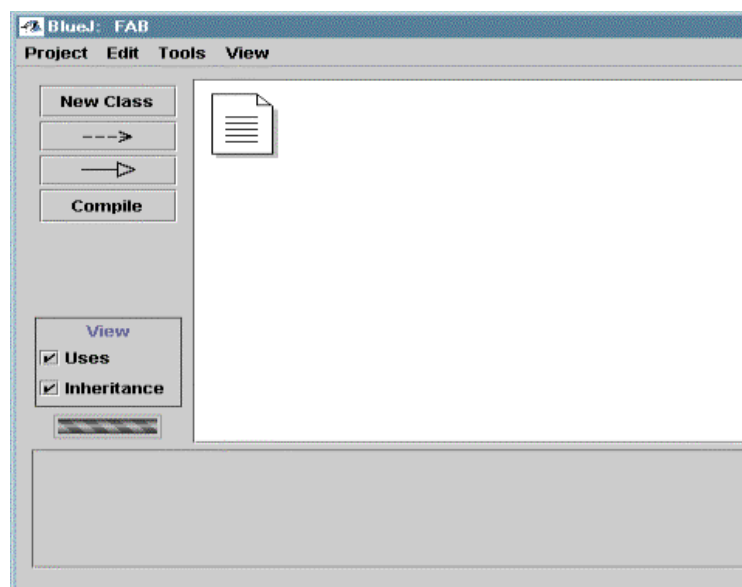 BlueJ: FAB
Project Edit Tools View
New Class
Compile
View
Uses
Inheritance